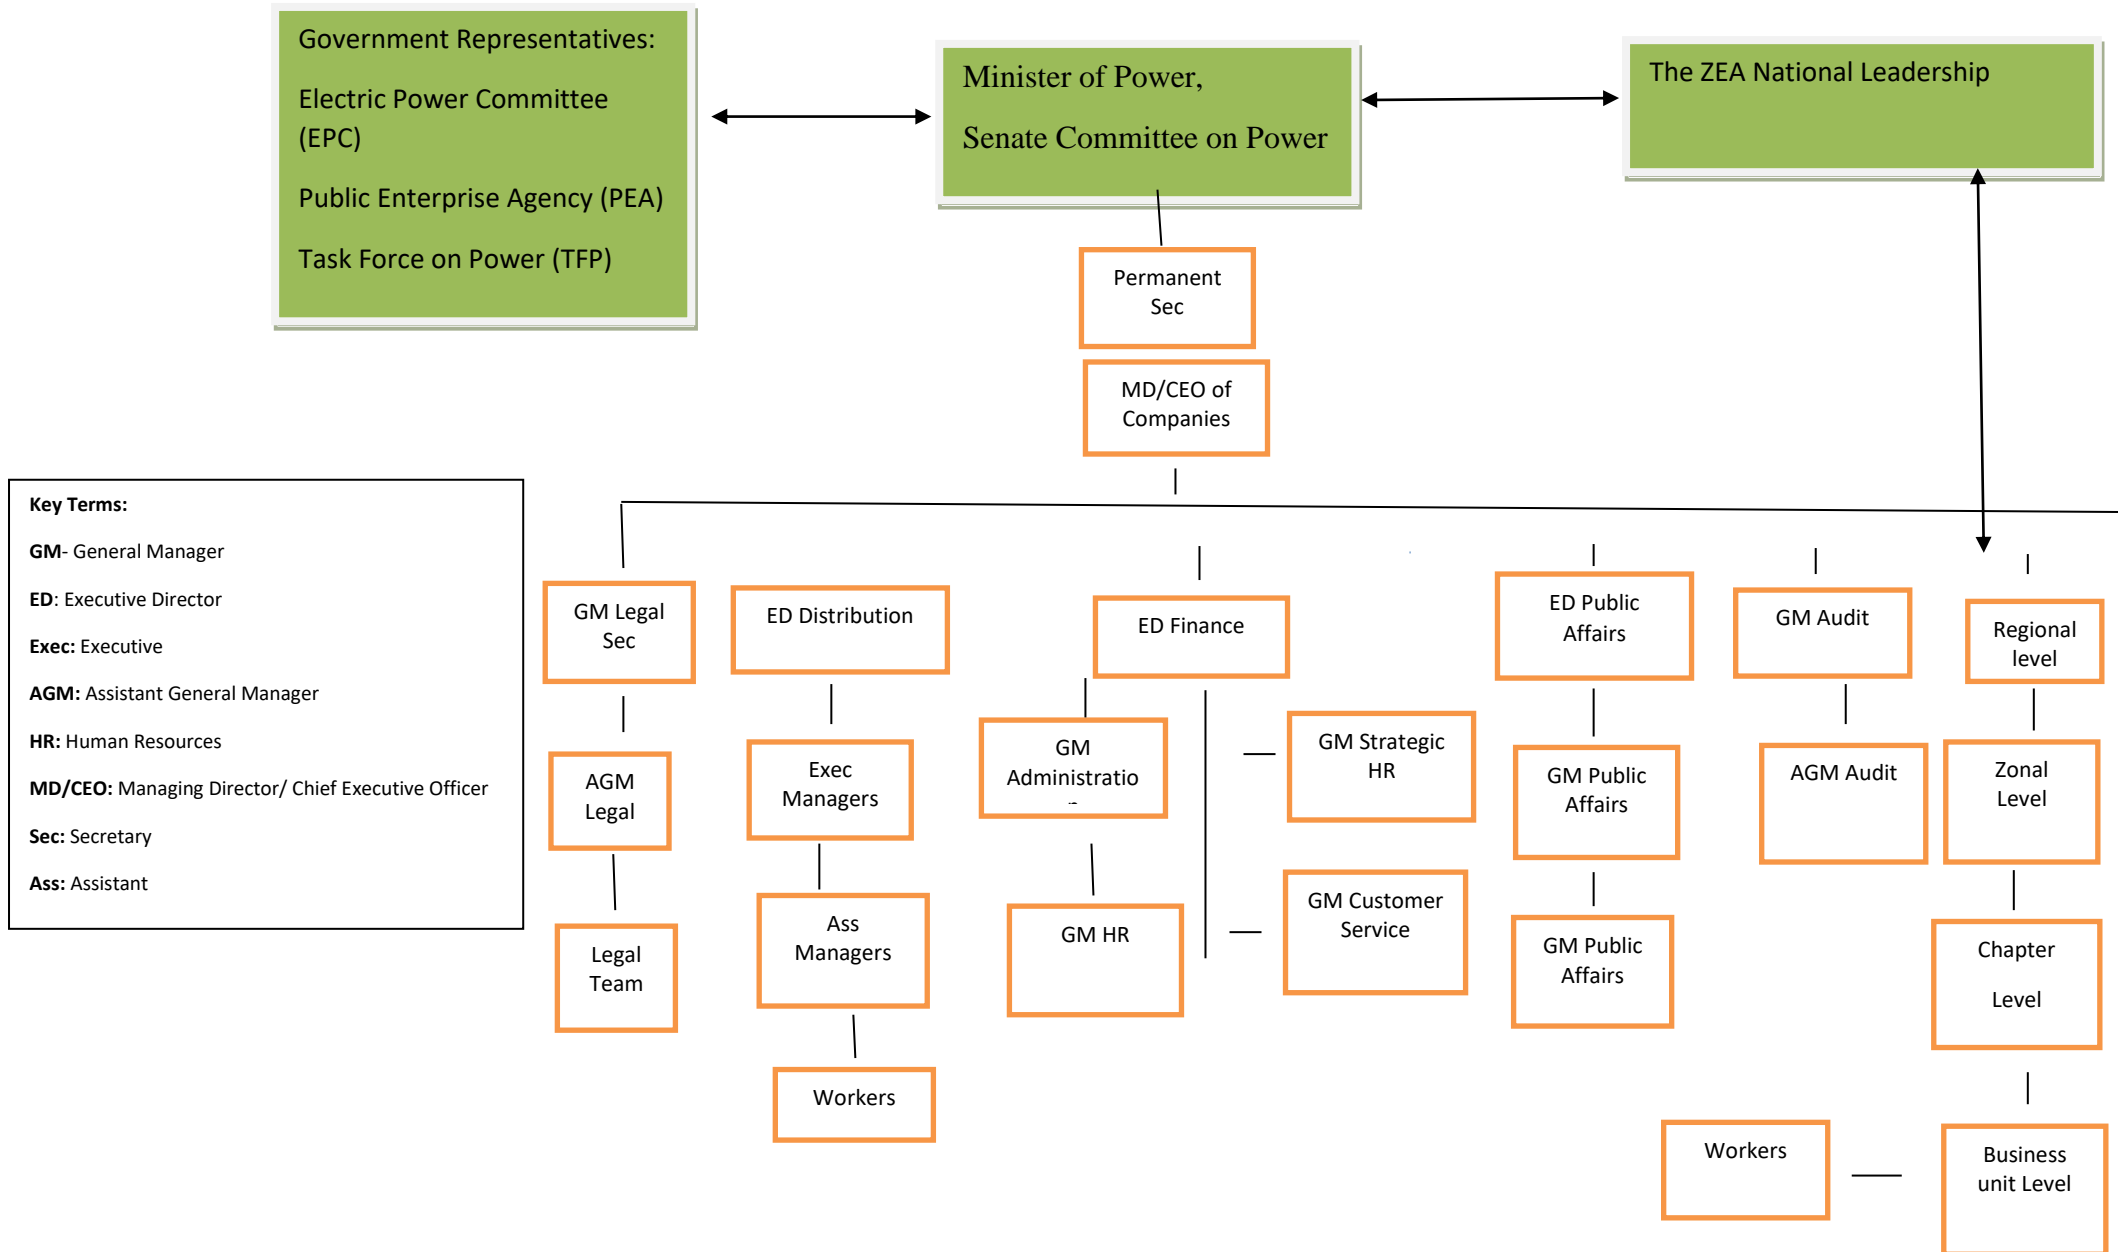 Government Representatives:
Electric Power Committee
(EPC)
Public Enterprise Agency (PEA)
Task Force on Power (TFP)
Minister of Power,
Senate Committee on Power
The ZEA National Leadership
Permanent
Sec
MD/CEO of
Companies
Key Terms:
GM- General Manager
ED: Executive Director
Exec: Executive
AGM: Assistant General Manager
HR: Human Resources
MD/CEO: Managing Director/ Chief Executive Officer
Sec: Secretary
Ass: Assistant
GM Legal
Sec
AGM
Legal
Legal
Team
ED Distribution
Exec
Managers
Ass
Managers
Workers
ED Finance
GM
Administratio
GM HR
GM Strategic
HR
GM Customer
Service
ED Public
Affairs
GM Public
Affairs
GM Public
Affairs
GM Audit
AGM Audit
Regional
level
Zonal
Level
Chapter
Level
Business
unit Level
Workers